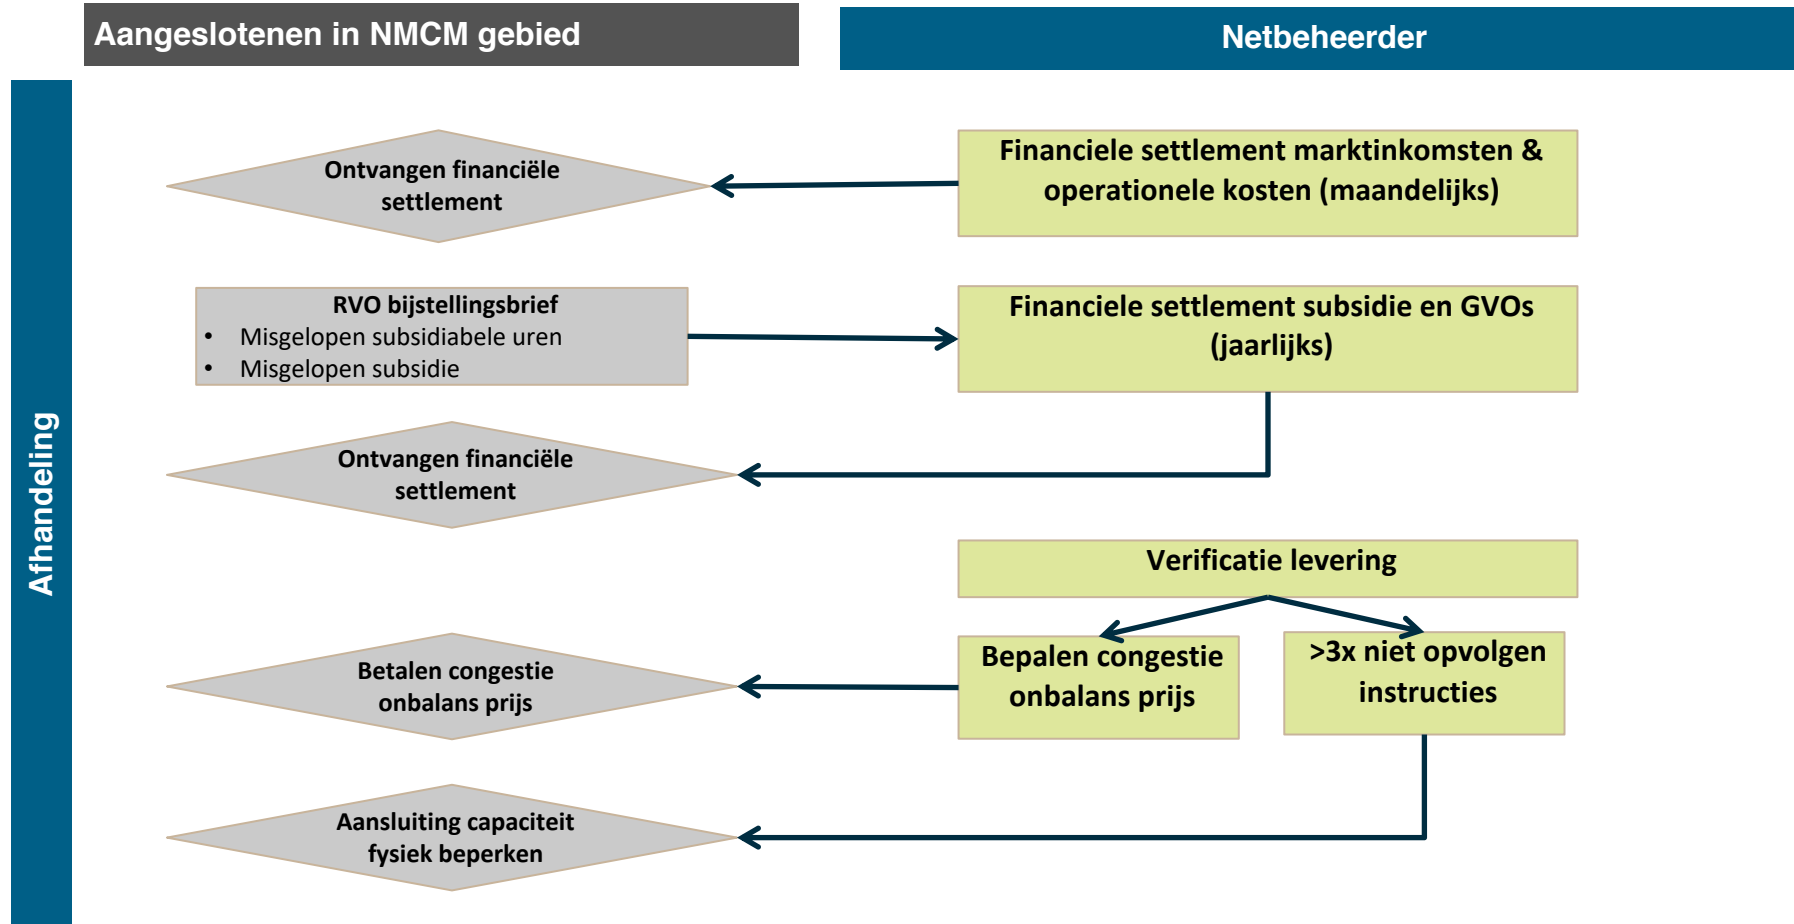 Aangeslotenen in NMCM gebied
Netbeheerder
Afhandeling
Ontvangen financiële
settlement
Financiele settlement marktinkomsten &
operationele kosten (maandelijks)
RVO bijstellingsbrief
• Misgelopen subsidiabele uren
• Misgelopen subsidie
Financiele settlement subsidie en GVOs
(jaarlijks)
Ontvangen financiële
settlement
Verificatie levering
Betalen congestie
onbalans prijs
Bepalen congestie
onbalans prijs
>3x niet opvolgen
instructies
Aansluiting capaciteit
fysiek beperken